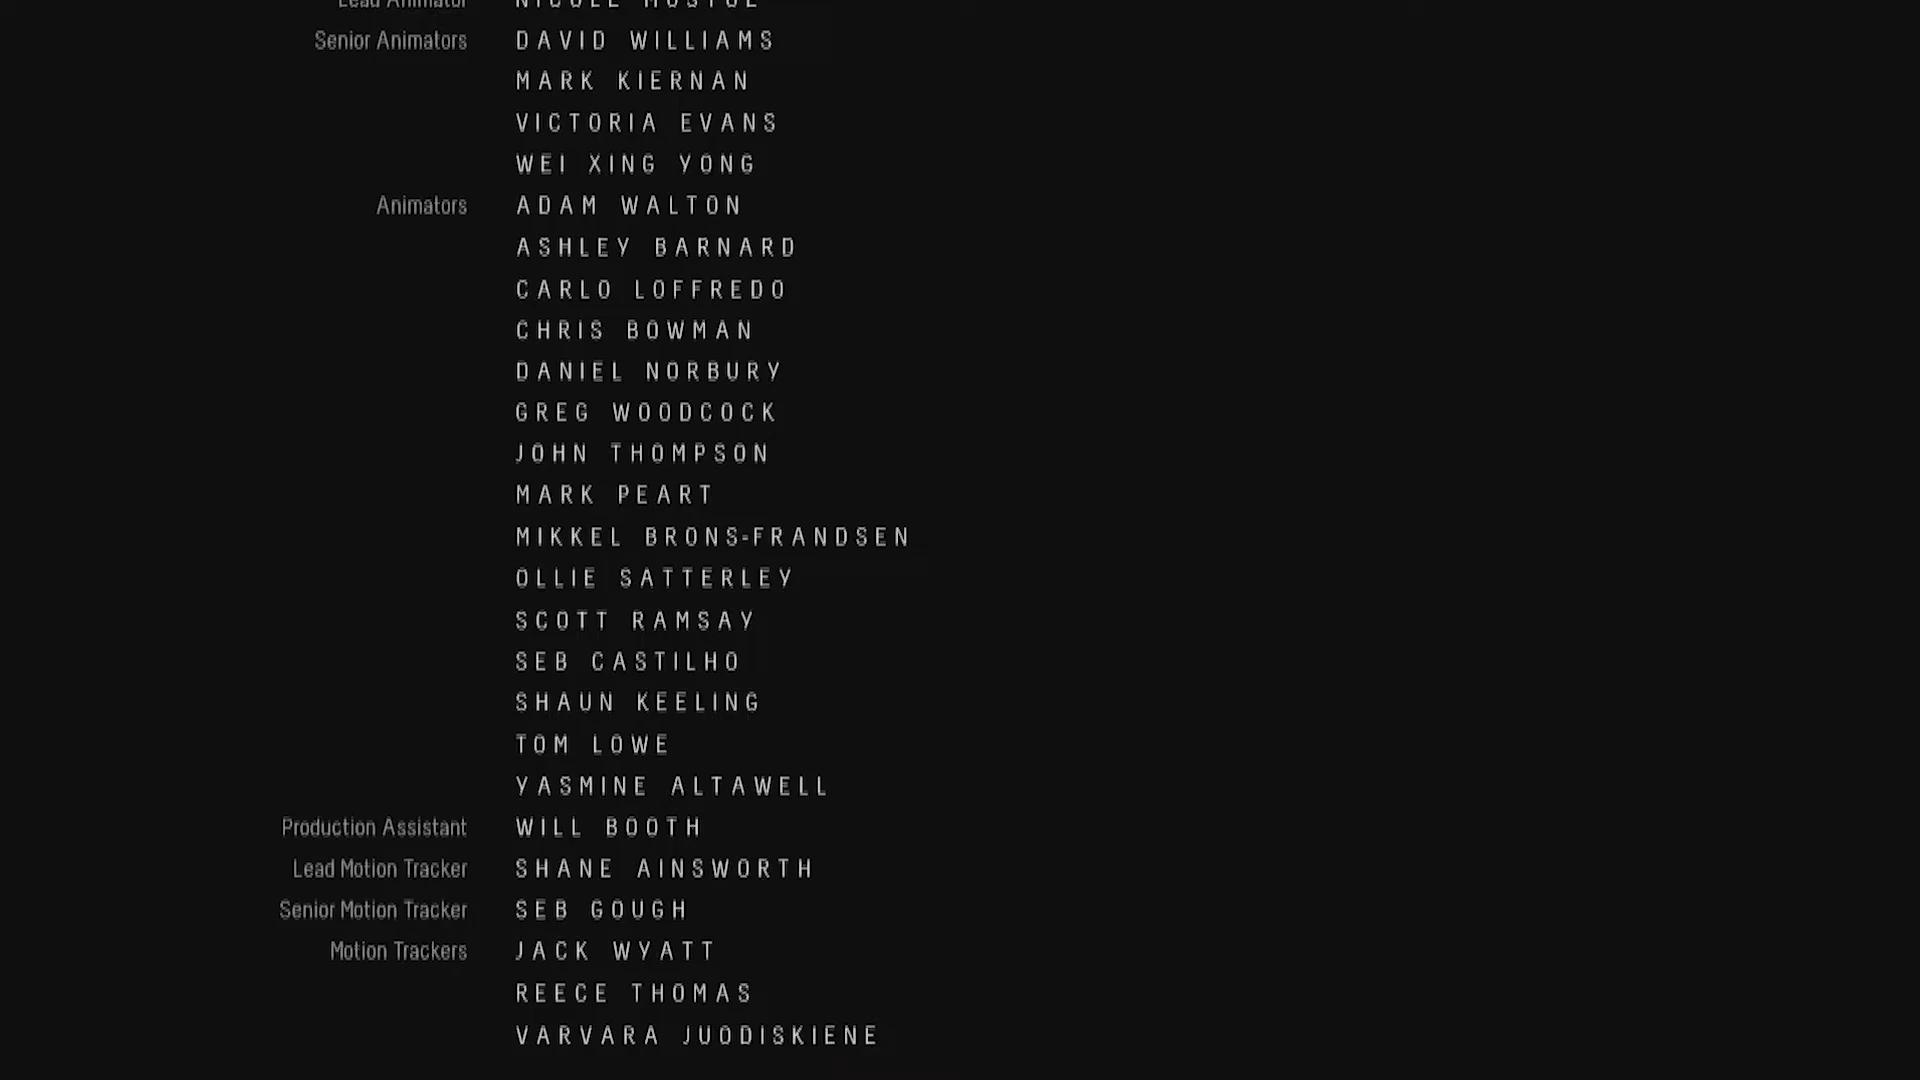 Lead Animator NICOLE
Senior Animators DAVID WILLIAMS
MARK KIERNAN
VICTORIA EVANS
WEI XING YONG
Animators ADAM WALTON
ASHLEY BARNARD
CARLO LOFFREDO
CHRIS BOWMAN
DANIEL NORBURY
GREG WOODCOCK
JOHN THOMPSON
MARK PEART
MIKKEL BRONS-FRANDSEN
OLLIE SATTERLEY
SCOTT RAMSAY
SEB CASTILHO
SHAUN KEELING
TOM LOWE
YASMINE ALTAWELL
Production Assistant WILL BOOTH
Lead Motion Tracker SHANE AINSWORTH
Senior Motion Tracker SEB GOUGH
Motion Trackers JACK WYATT
REECE THOMAS
VARVARA JUODISKIENE